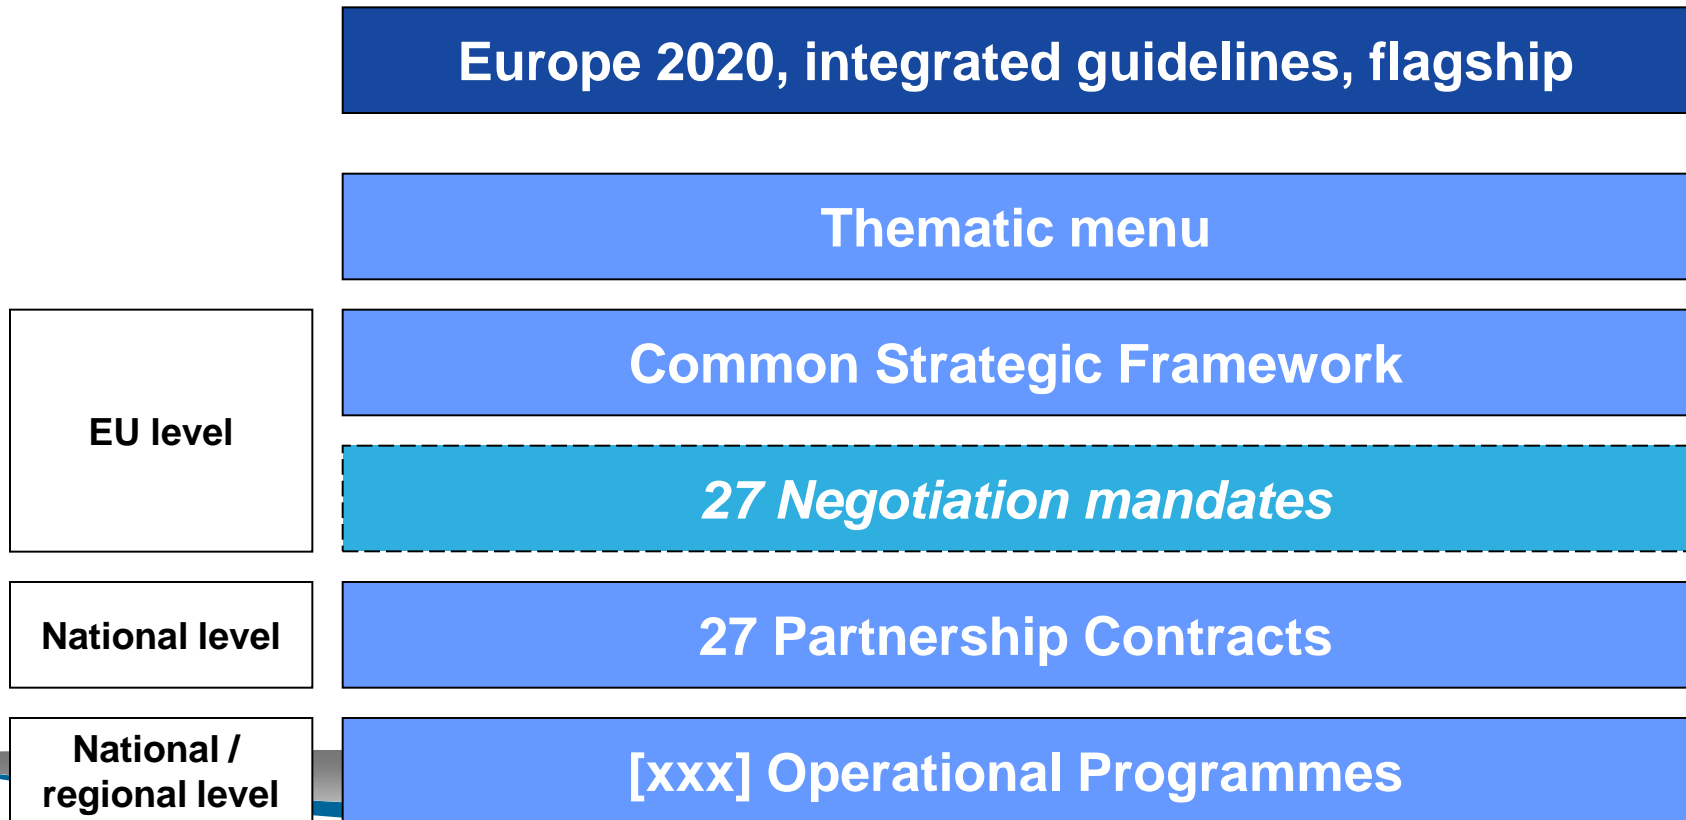 Europe 2020, integrated guidelines, flagship
Thematic menu
EU level
Common Strategic Framework
27 Negotiation mandates
National level
27 Partnership Contracts
National /
regional level
[xxx] Operational Programmes